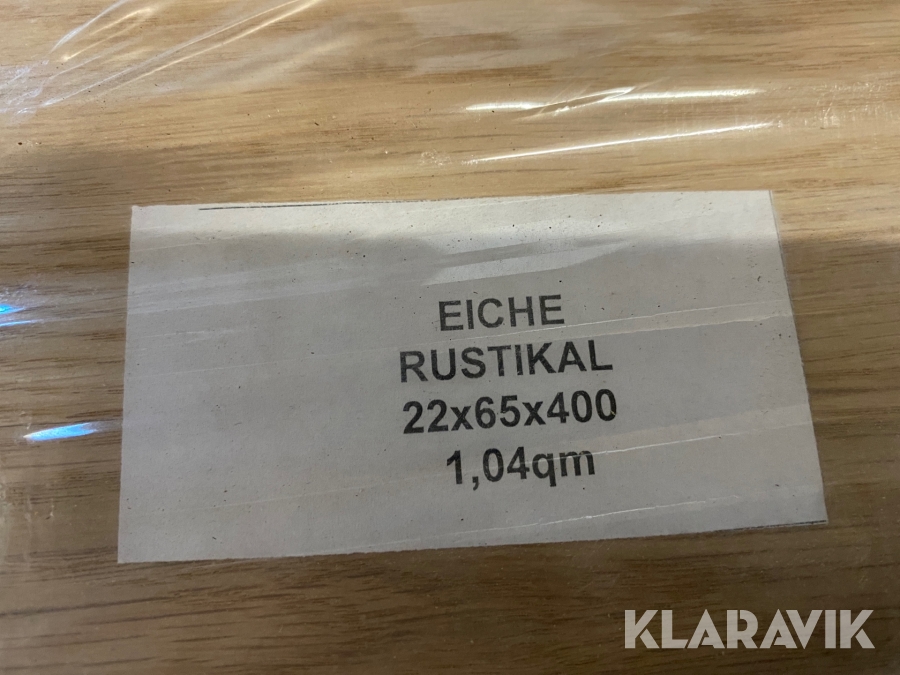 EICHE
RUSTIKAL
22x65x400
1,04qm
KLARAVIK